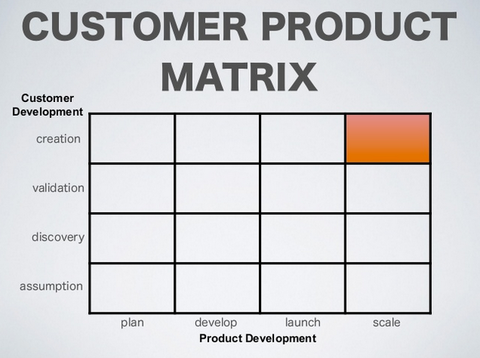 CUSTOMER PRODUCT
MATRIX
Customer
Development
creation
validation
discovery
assumption
plan
develop
launch
scale
Product Development